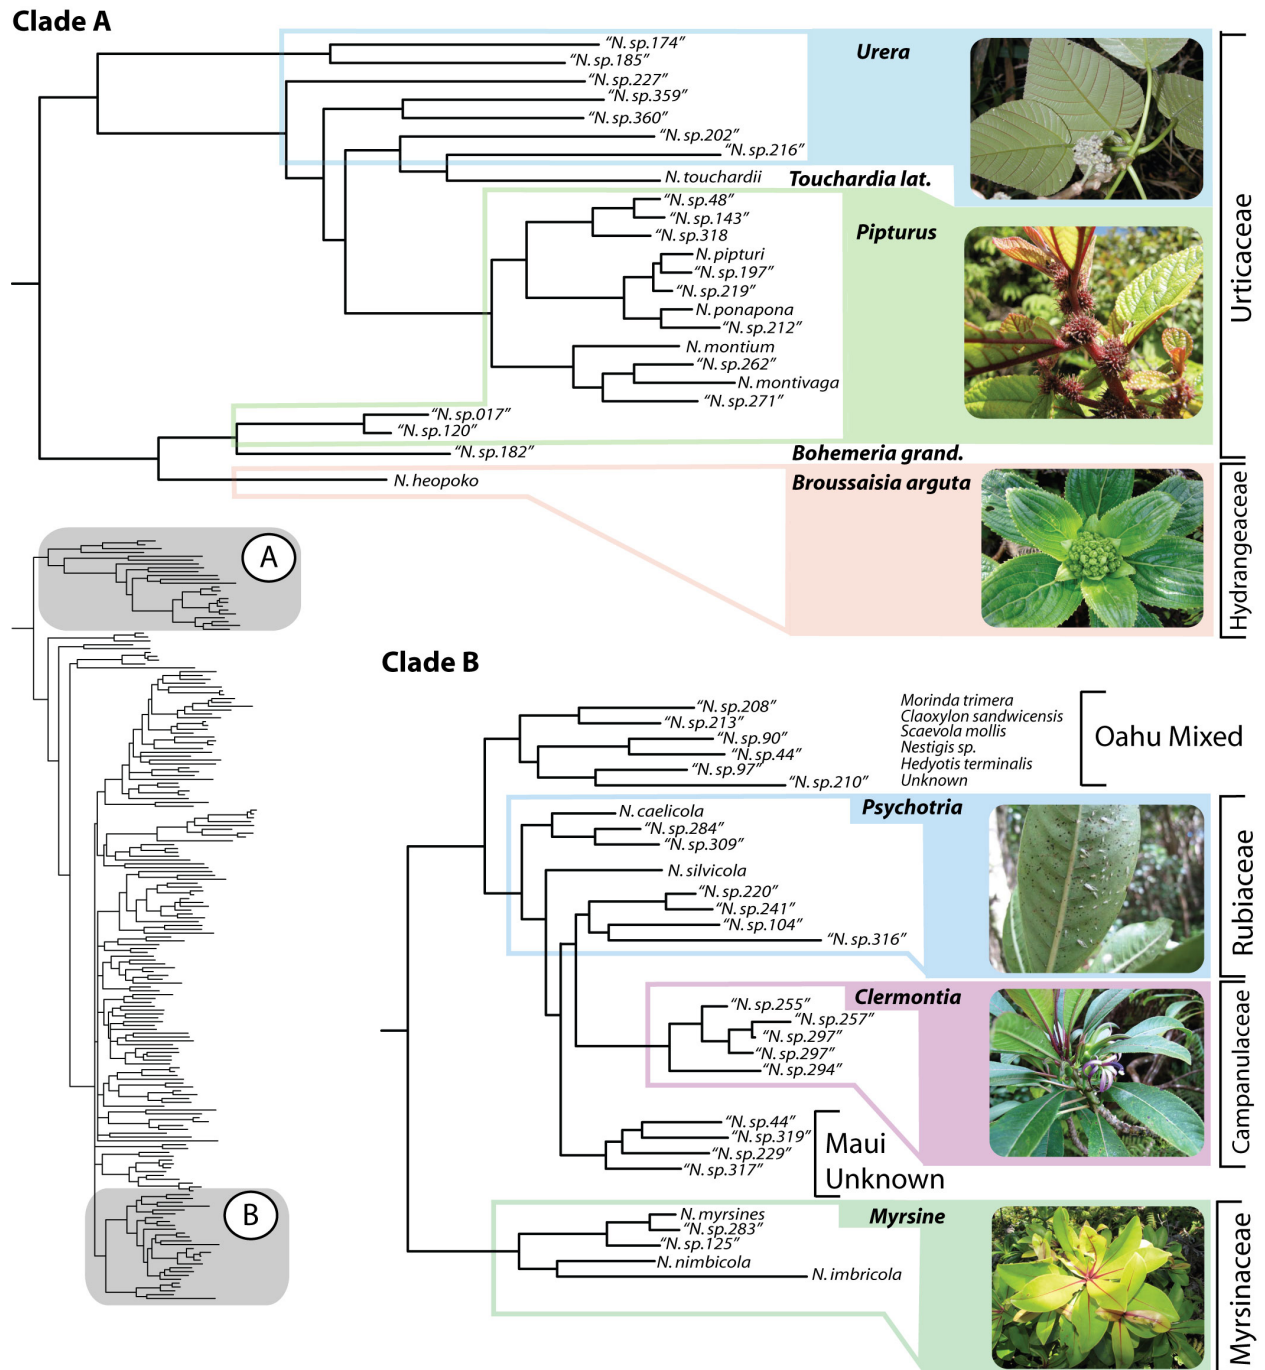 Clade A
“N. sp.174”
“N. sp.185”
“N. sp.227”
“N. sp.359”
“N. sp.360”
“N. sp.202”
“N. sp.216”
N. touchardii
Urera
Touchardia lat.
“N. sp.48”
“N. sp.143”
“N. sp.318
N. pipturi
“N. sp.197”
“N. sp.219”
N. ponapona
“N. sp.212”
N. montium
“N. sp.262”
N. montivaga
“N. sp.271”
“N. sp.017”
“N. sp.120”
Pipturus
“N. sp.182”
Bohemeria grand.
Urticaceae
N. heopoko
Broussaisia arguta
Hydrangeaceae
A
B
Clade B
“N. sp.208”
“N. sp.213”
“N. sp.90”
“N. sp.44”
“N. sp.97”
“N. sp.210”
Morinda trimera
Claoxylon sandwicensis
Scaevola mollis
Nestigis sp.
Hedyotis terminalis
Unknown
Oahu Mixed
N. caelicola
“N. sp.284”
“N. sp.309”
N. silvicola
“N. sp.220”
“N. sp.241”
“N. sp.104”
“N. sp.316”
Psychotria
Rubiaceae
“N. sp.255”
“N. sp.257”
“N. sp.297”
“N. sp.297”
“N. sp.294”
Clermontia
Campanulaceae
“N. sp.44”
“N. sp.319”
“N. sp.229”
“N. sp.317”
Maui
Unknown
N. myrsines
“N. sp.283”
“N. sp.125”
N. nimbicola
N. imbricola
Myrsine
Myrsinaceae